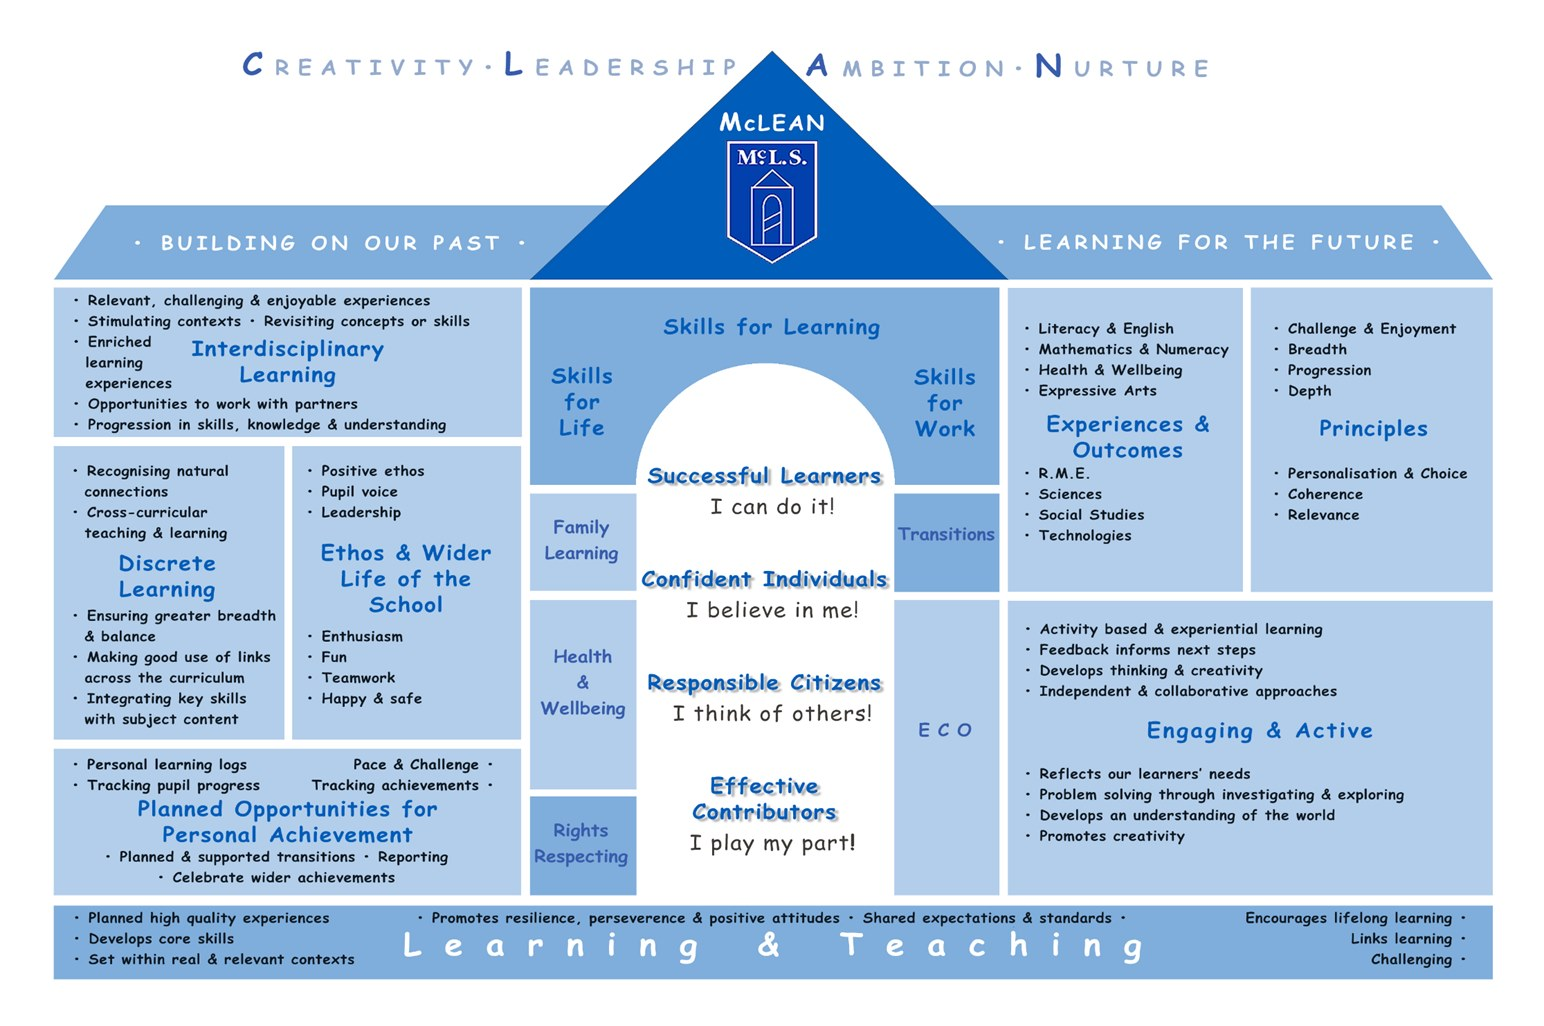 CREATIVITY · LEADERSHIP AMBITION · NURTURE
McLEAN
McL.S.
· BUILDING ON OUR PAST ·
· LEARNING FOR THE FUTURE ·
· Relevant, challenging & enjoyable experiences
· Stimulating contexts · Revisiting concepts or skills
· Enriched
learning
experiences
Interdisciplinary
Learning
· Opportunities to work with partners
· Progression in skills, knowledge & understanding
· Recognising natural
connections
· Cross-curricular
teaching & learning
Discrete
Learning
· Ensuring greater breadth
& balance
· Making good use of links
across the curriculum
· Integrating key skills
with subject content
· Positive ethos
· Pupil voice
· Leadership
Ethos & Wider
Life of the
School
· Enthusiasm
· Fun
· Teamwork
· Happy & safe
· Personal learning logs
Pace & Challenge ·
· Tracking pupil progress
Tracking achievements ·
Planned Opportunities for
Personal Achievement
· Planned & supported transitions · Reporting
· Celebrate wider achievements
Skills for Learning
Skills
for
Life
Skills
for
Work
Family
Learning
Health
&
Wellbeing
Rights
Respecting
Successful Learners
I can do it!
Confident Individuals
I believe in me!
Responsible Citizens
I think of others!
Effective
Contributors
I play my part!
Transitions
ECO
· Literacy & English
· Mathematics & Numeracy
· Health & Wellbeing
· Expressive Arts
Experiences &
Outcomes
· R.M.E.
· Sciences
· Social Studies
· Technologies
· Challenge & Enjoyment
· Breadth
· Progression
· Depth
Principles
· Personalisation & Choice
· Coherence
· Relevance
· Activity based & experiential learning
· Feedback informs next steps
· Develops thinking & creativity
· Independent & collaborative approaches
Engaging & Active
· Reflects our learners' needs
· Problem solving through investigating & exploring
· Develops an understanding of the world
· Promotes creativity
· Planned high quality experiences
· Develops core skills
· Set within real & relevant contexts
· Promotes resilience, perseverence & positive attitudes · Shared expectations & standards ·
Learning & Teaching
Encourages lifelong learning ·
Links learning ·
Challenging ·